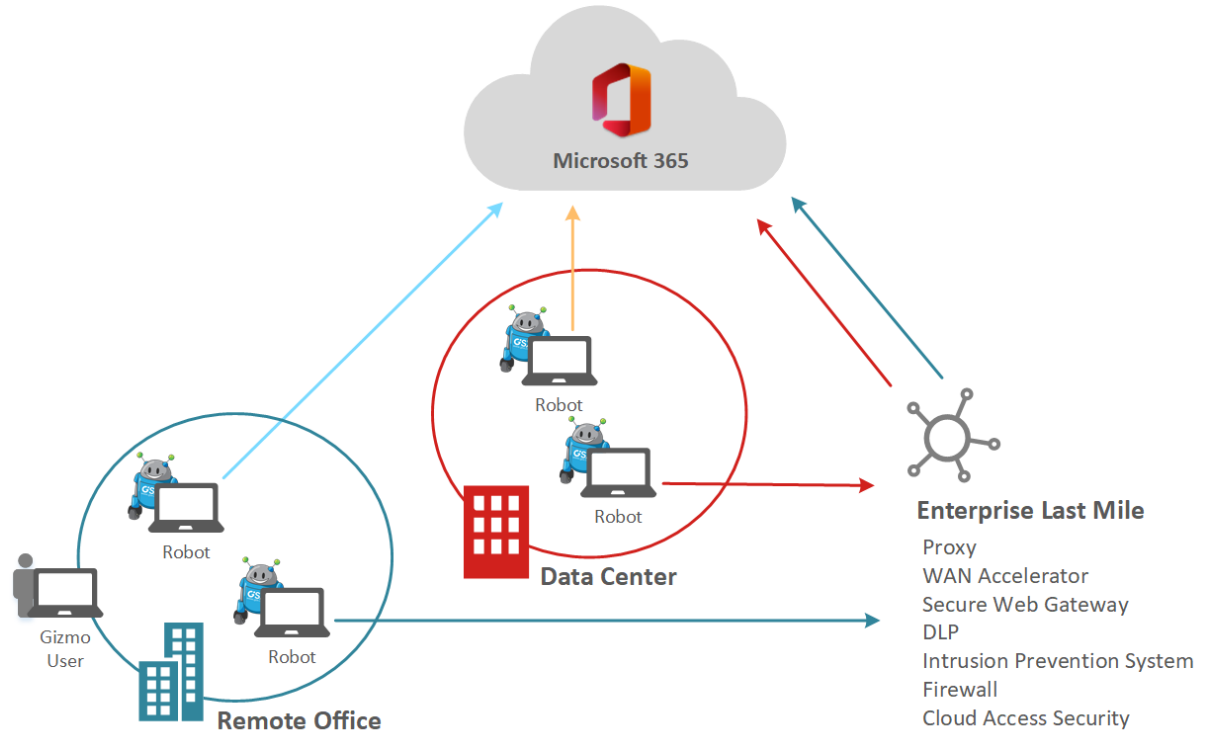 Microsoft 365
Robot
Robot
Data Center
Robot
Robot
Gizmo
User
Remote Office
Enterprise Last Mile
Proxy
WAN Accelerator
Secure Web Gateway
DLP
Intrusion Prevention System
Firewall
Cloud Access Security